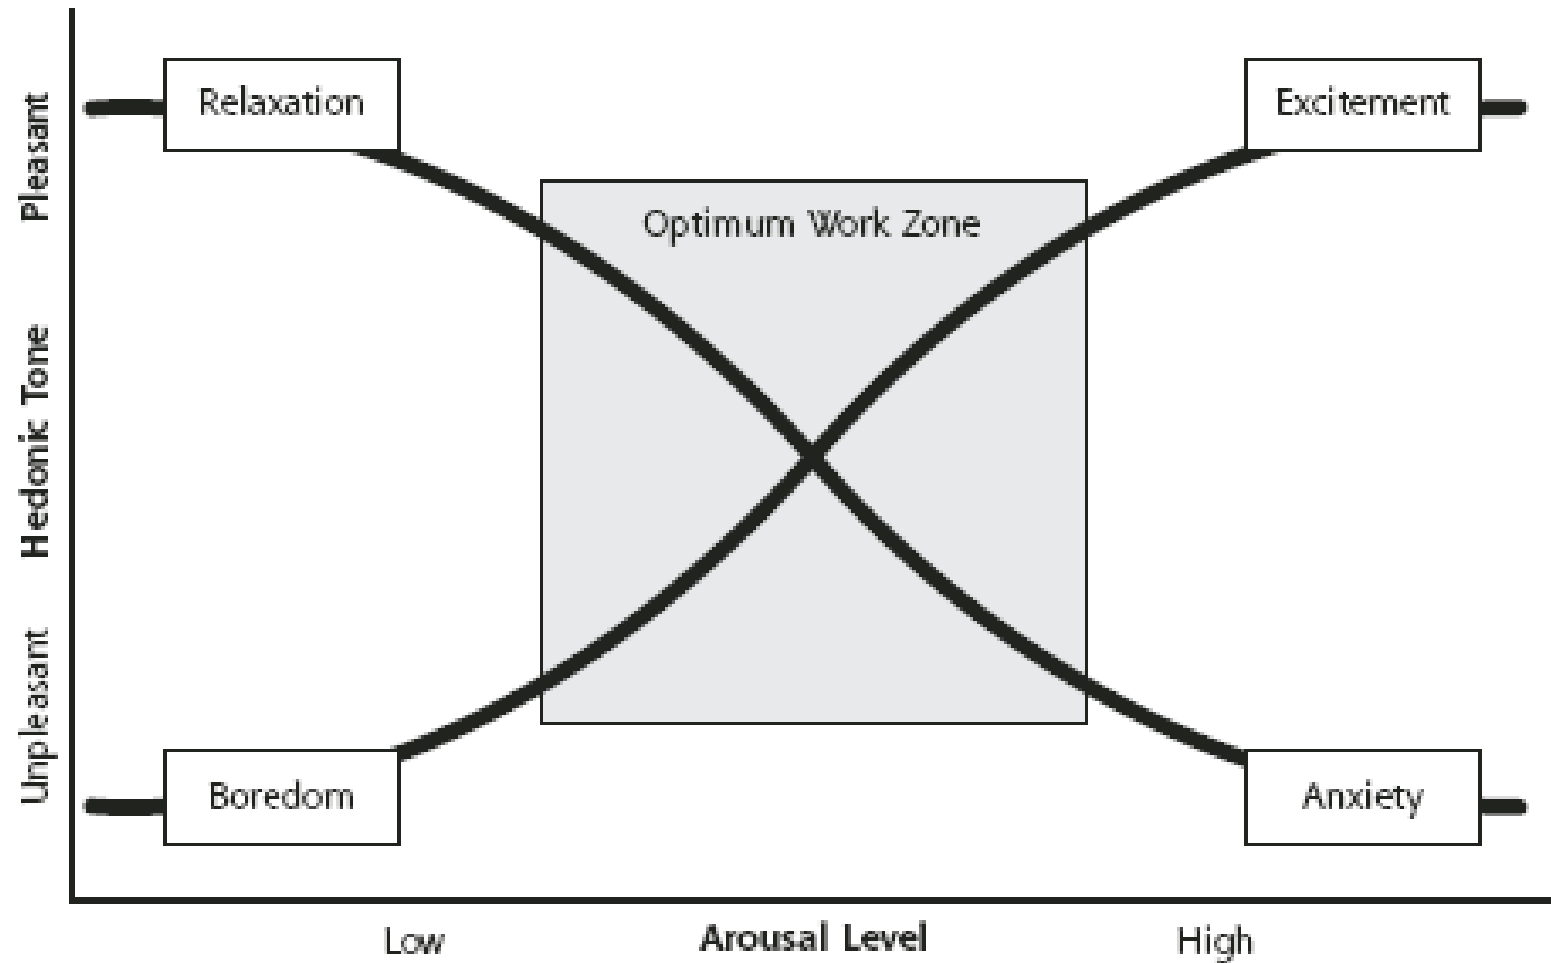 Pleasant
Hedonic Tone
Unpleasant
Relaxation
Excitement
Optimum Work Zone
Boredom
Anxiety
Low
Arousal Level
High